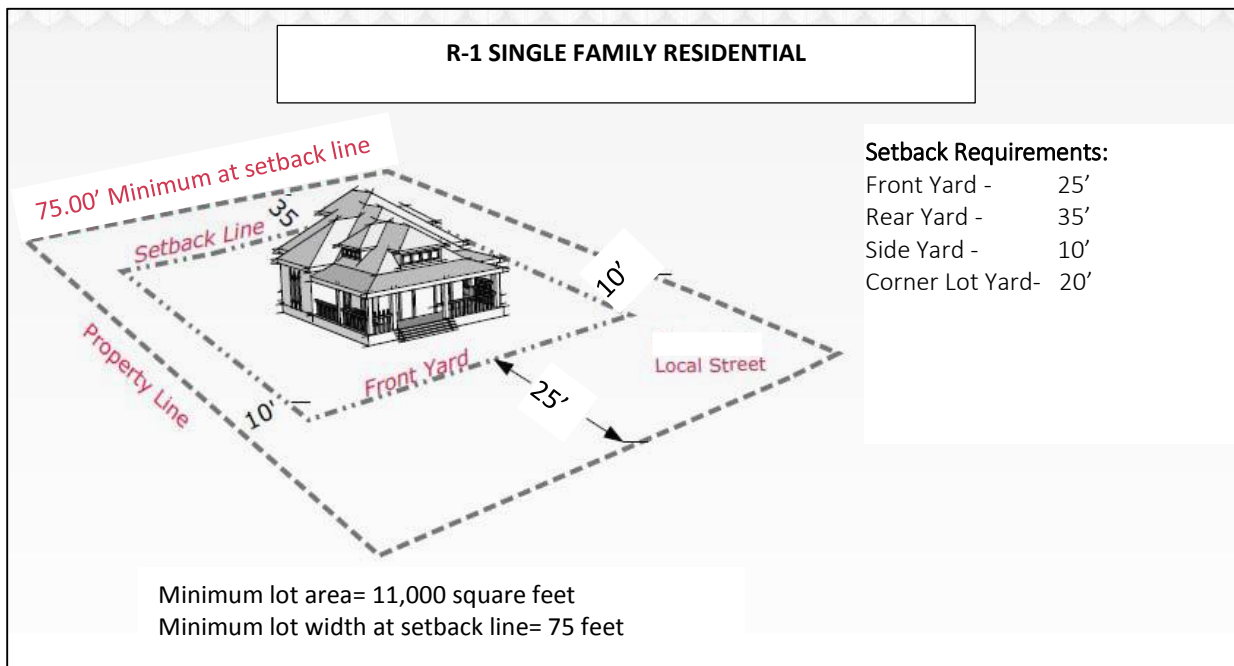 R-1 SINGLE FAMILY RESIDENTIAL
75.00’ Minimum at setback line
35’
Setback Line
Setback Requirements:
Front Yard - 25’
Rear Yard - 35’
Side Yard - 10’
Corner Lot Yard- 20’
10’
Property Line
Front Yard
Local Street
10'
25’
Minimum lot area= 11,000 square feet
Minimum lot width at setback line= 75 feet